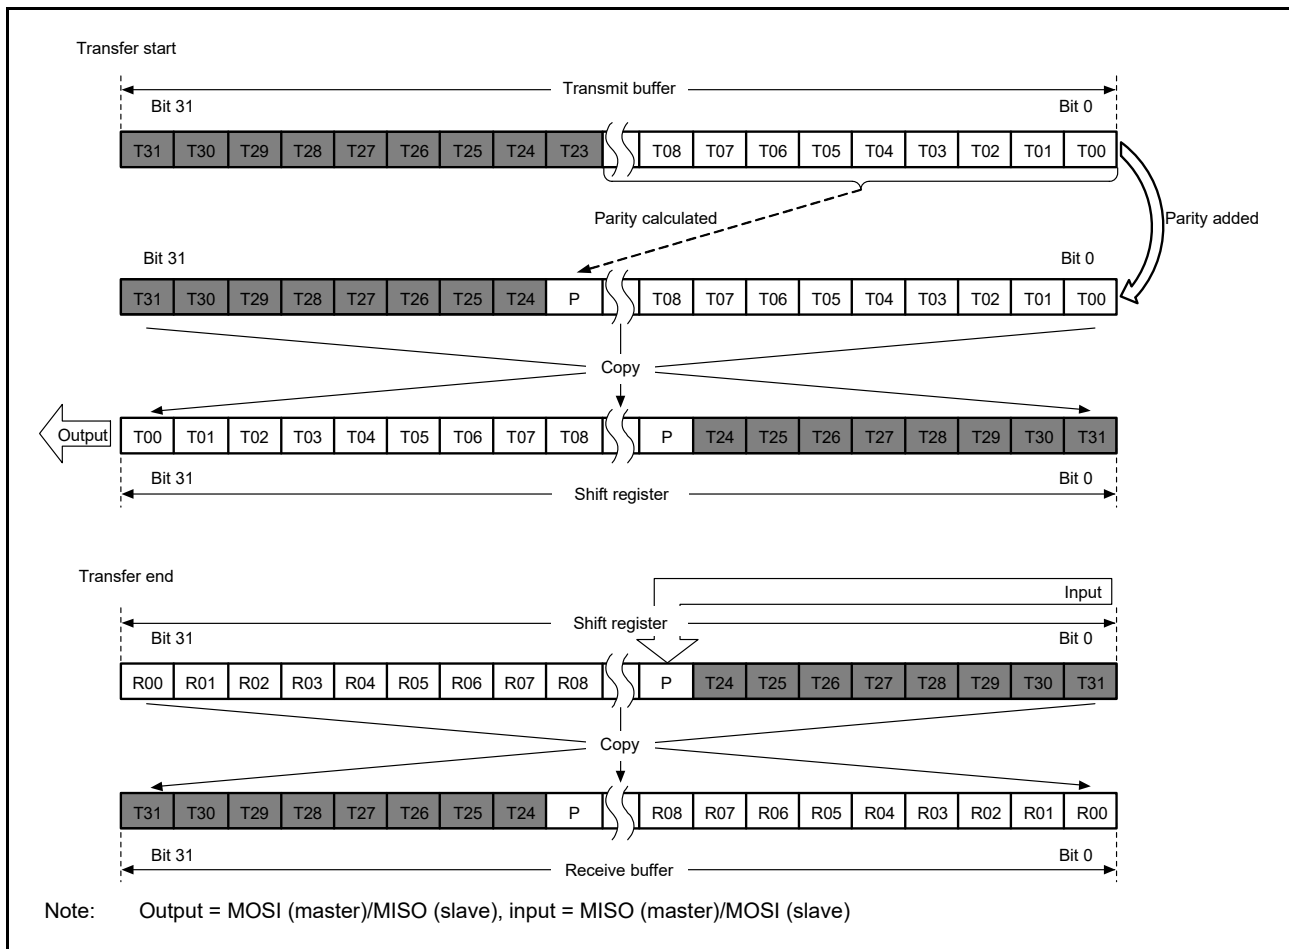 Transfer start
Transmit buffer
Bit 31 Bit 0
T31 T30 T29 T28 T27 T26 T25 T24 T23 T08 T07 T06 T05 T04 T03 T02 T01 T00
Parity calculated Parity added
Bit 31 Bit 0
T31 T30 T29 T28 T27 T26 T25 T24 P T08 T07 T06 T05 T04 T03 T02 T01 T00
Copy
Output T00 T01 T02 T03 T04 T05 T06 T07 T08 P T24 T25 T26 T27 T28 T29 T30 T31
Bit 31 Bit 0
Shift register
Transfer end
Input
Shift register
Bit 31 Bit 0
R00 R01 R02 R03 R04 R05 R06 R07 R08 P T24 T25 T26 T27 T28 T29 T30 T31
Copy
T31 T30 T29 T28 T27 T26 T25 T24 P R08 R07 R06 R05 R04 R03 R02 R01 R00
Bit 31 Bit 0
Receive buffer
Note: Output = MOSI (master)/MISO (slave), input = MISO (master)/MOSI (slave)